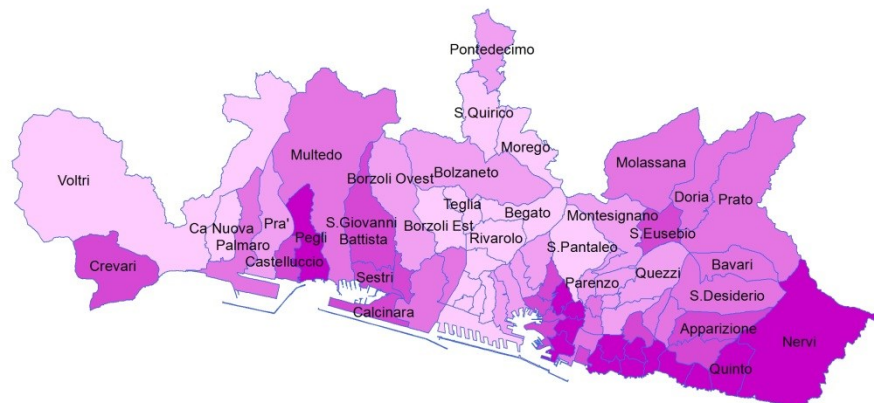 Pontedecimo
S,Quirico
Morego
Molassana
Multedo
Borzoli Ovest
Bolzaneto
Voltri
Doria
Prato
Teglia
Begato
Montesignano
Ca Nuova
Pra'
S.Giovanni
Battista
Borzoli Est
Rivarolo
S.Eusebio
Palmaro
Pegli
S.Pantaleo
Crevari
Castelluccio
Quezzi
Bavari
Sestri
Parenzo
S.Desiderio
Calcinara
Apparizione
Nervi
Quinto